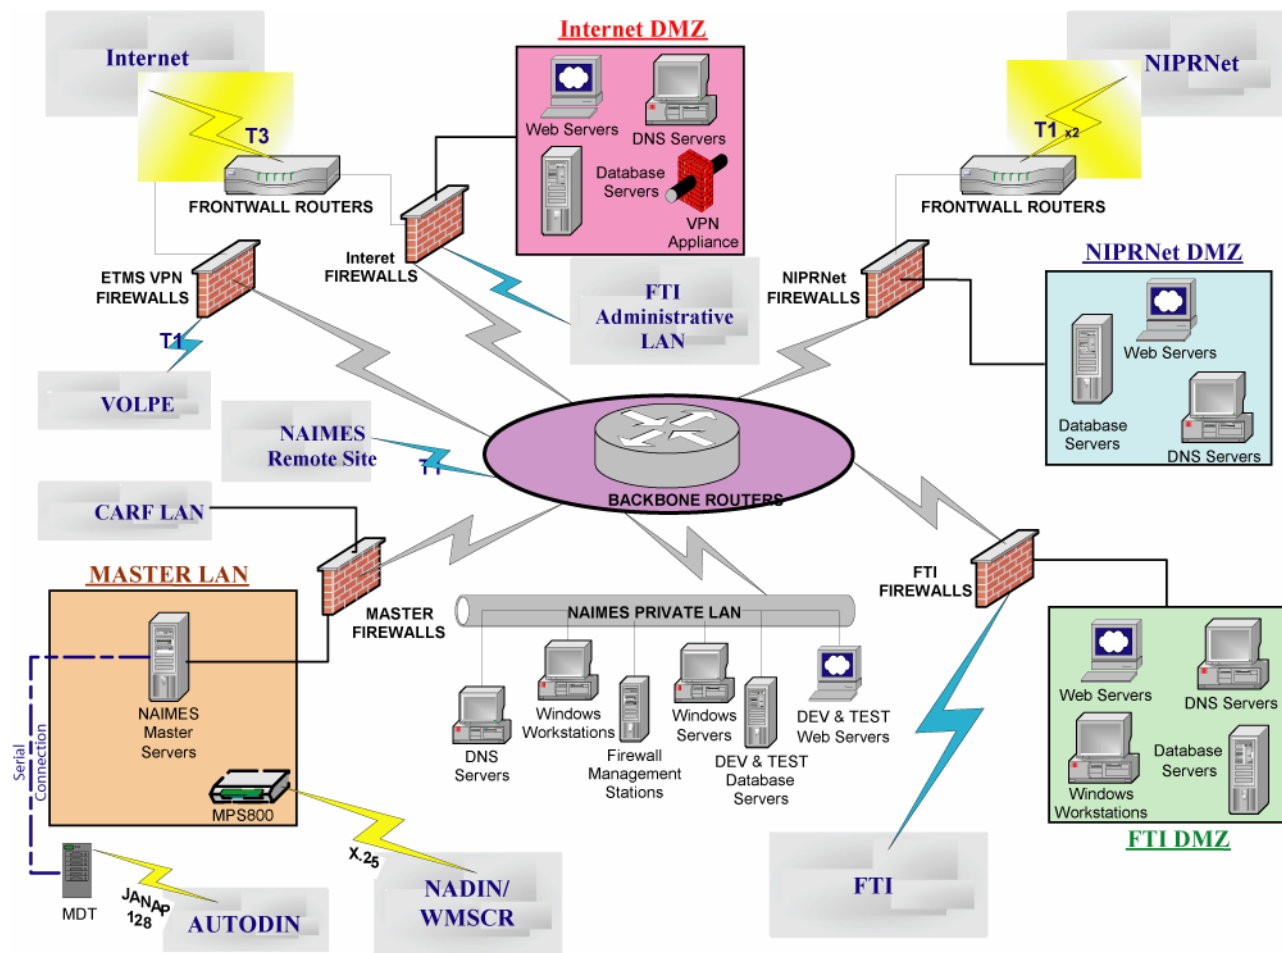 Internet
T3
FRONTWALL ROUTERS
Internet DMZ
Web Servers
DNS Servers
Database
Servers
VPN
Appliance
NIPRNet
T1 x2
FRONTWALL ROUTERS
ETMS VPN
FIREWALLS
Interet
FIREWALLS
FTI
Administrative
LAN
NIPRNet
FIREWALLS
NIPRNet DMZ
Web Servers
Database
Servers
DNS Servers
T1
VOLPE
NAIMES
Remote Site
T1
BACKBONE ROUTERS
CARF LAN
MASTER LAN
MASTER
FIREWALLS
NAIMES
Master
Servers
MPS800
Serial
Connection
MDT
JANAP
128
AUTODIN
X.25
NADIN/
WMSCR
NAIMES PRIVATE LAN
DNS
Servers
Windows
Workstations
Firewall
Management
Stations
Windows
Servers
DEV & TEST
Database
Servers
DEV & TEST
Web Servers
FTI
FIREWALLS
FTI
Web Servers
DNS Servers
Windows
Workstations
Database
Servers
FTI DMZ